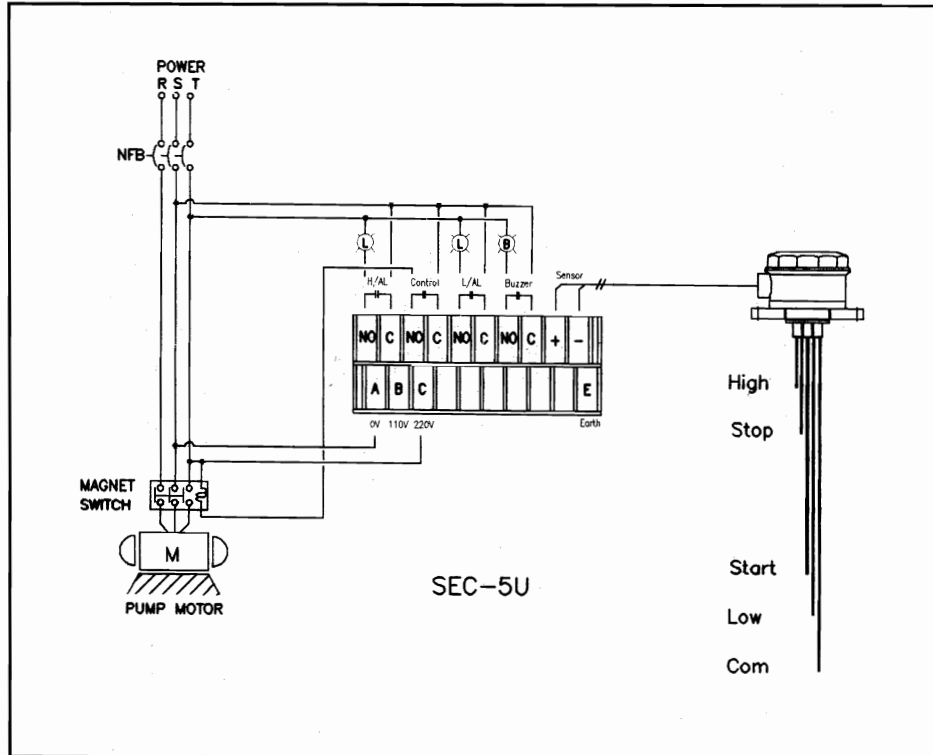 POWER
R S T
NFB
L L B
H/AL Control L/AL Buzzer Sensor
NO C NO C NO C NO C + -
A B C E
0V 110V 220V Earth
High
Stop
MAGNET
SWITCH
M
PUMP MOTOR
SEC-5U
Start
Low
Com